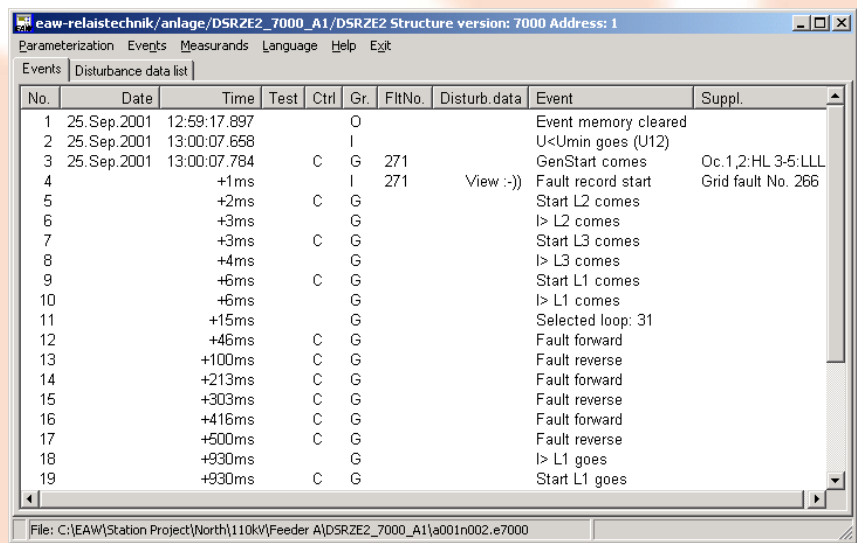 eaw-relaistechnik/anlage/DSRZE2_7000_A1/DSRZE2 Structure version: 7000 Address: 1
Parameterization Events Measurands Language Help Exit
Events Disturbance data list
No. Date Time Test Ctrl Gr. FltNo. Disturb.data Event Suppl.
1 25.Sep.2001 12:59:17.897 O Event memory cleared
2 25.Sep.2001 13:00:07.658 I U<Umin goes (U12)
3 25.Sep.2001 13:00:07.784 C G 271 GenStart comes Oc.1,2:HL 3-5:LLL
4 +1ms I 271 View :-)) Fault record start Grid fault No. 266
5 +2ms C G Start L2 comes
6 +3ms G I> L2 comes
7 +3ms C G Start L3 comes
8 +4ms G I> L3 comes
9 +6ms C G Start L1 comes
10 +6ms G I> L1 comes
11 +15ms G Selected loop: 31
12 +46ms C G Fault forward
13 +100ms C G Fault reverse
14 +213ms C G Fault forward
15 +303ms C G Fault reverse
16 +416ms C G Fault forward
17 +500ms C G Fault reverse
18 +930ms G I> L1 goes
19 +930ms C G Start L1 goes
File: C:\EAW\Station Project\North\110kV\Feeder A\DSRZE2_7000_A1\a001n002.e7000